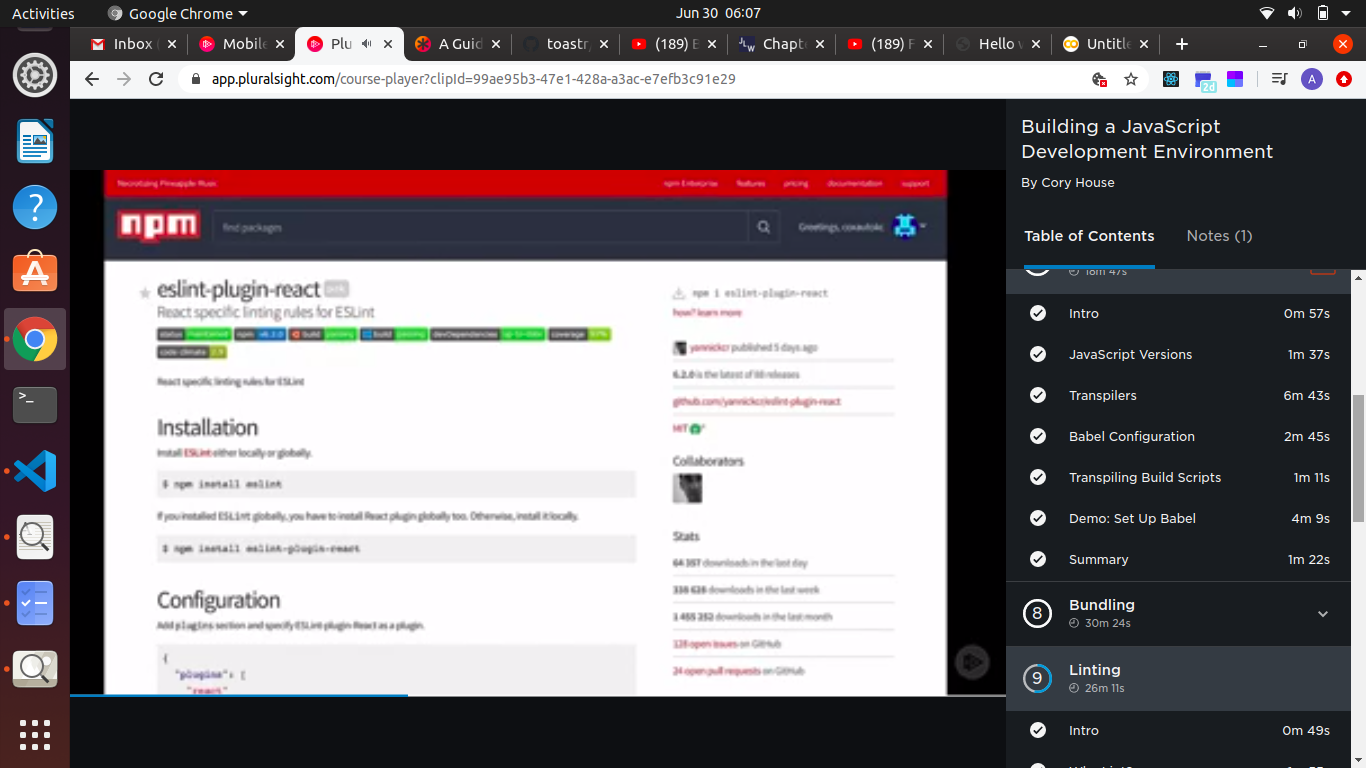 Activities
Google Chrome
Jun 30 06:07
Inbox (
Mobile
Plu
A Guid
toastr
(189)
Chapt
(189) F
Hello
Untitle
app.pluralsight.com/course-player?clipId=99ae95b3-47e1-428a-a3ac-e7efb3c91e29
2d
A
Necrotizing Pineapple Music
npm Enterprise
features
pricing
documentation
support
npm
find packages
Greetings, coxautokc
eslint-plugin-react
React specific linting rules for ESLint
status maintained
npm v6.2.0
build passing
build passing
devDependencies up-to-date
coverage 97%
code climate
React specific linting rules for ESLint
Installation
Install ESLint either locally or globally.
$ npm install eslint
If you installed ESLint globally, you have to install React plugin globally too. Otherwise, install it locally.
$ npm install eslint-plugin-react
Configuration
Add plugins section and specify ESLint-plugin-React as a plugin.
{
"plugins": [
"react"
npm i eslint-plugin-react
how? learn more
yannickcr published 5 days ago
6.2.0 is the latest of 88 releases
github.com/yannickcr/eslint-plugin-react
MIT
Collaborators
Stats
64 357 downloads in the last day
338 628 downloads in the last week
1 455 252 downloads in the last month
128 open issues on GitHub
24 open pull requests on GitHub
Building a JavaScript
Development Environment
By Cory House
Table of Contents
Notes (1)
18m 47s
Intro 0m 57s
JavaScript Versions 1m 37s
Transpilers 6m 43s
Babel Configuration 2m 45s
Transpiling Build Scripts 1m 11s
Demo: Set Up Babel 4m 9s
Summary 1m 22s
8 Bundling
30m 24s
9 Linting
26m 11s
Intro 0m 49s